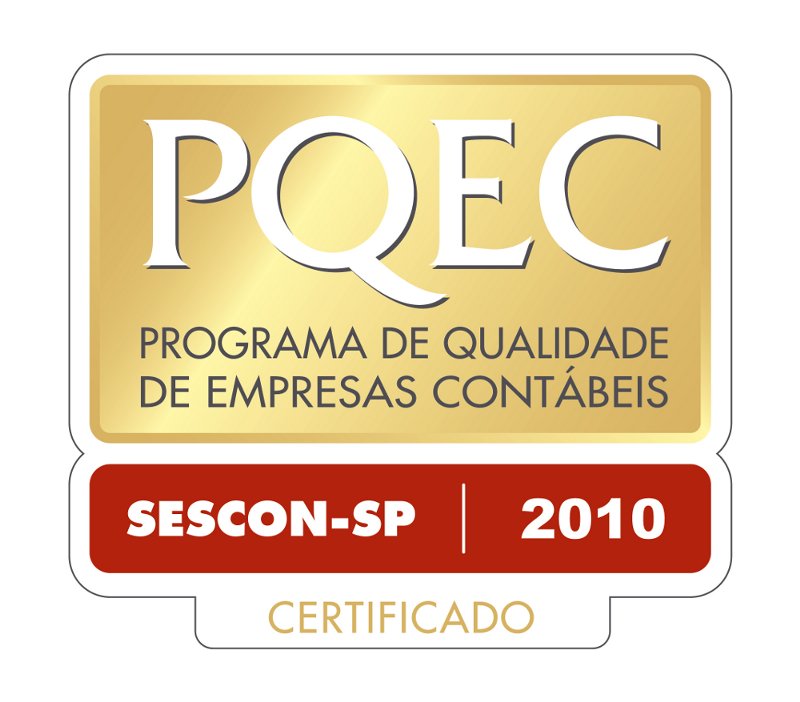 PQEC
PROGRAMA DE QUALIDADE
DE EMPRESAS CONTÁBEIS
SESCON-SP | 2010
CERTIFICADO